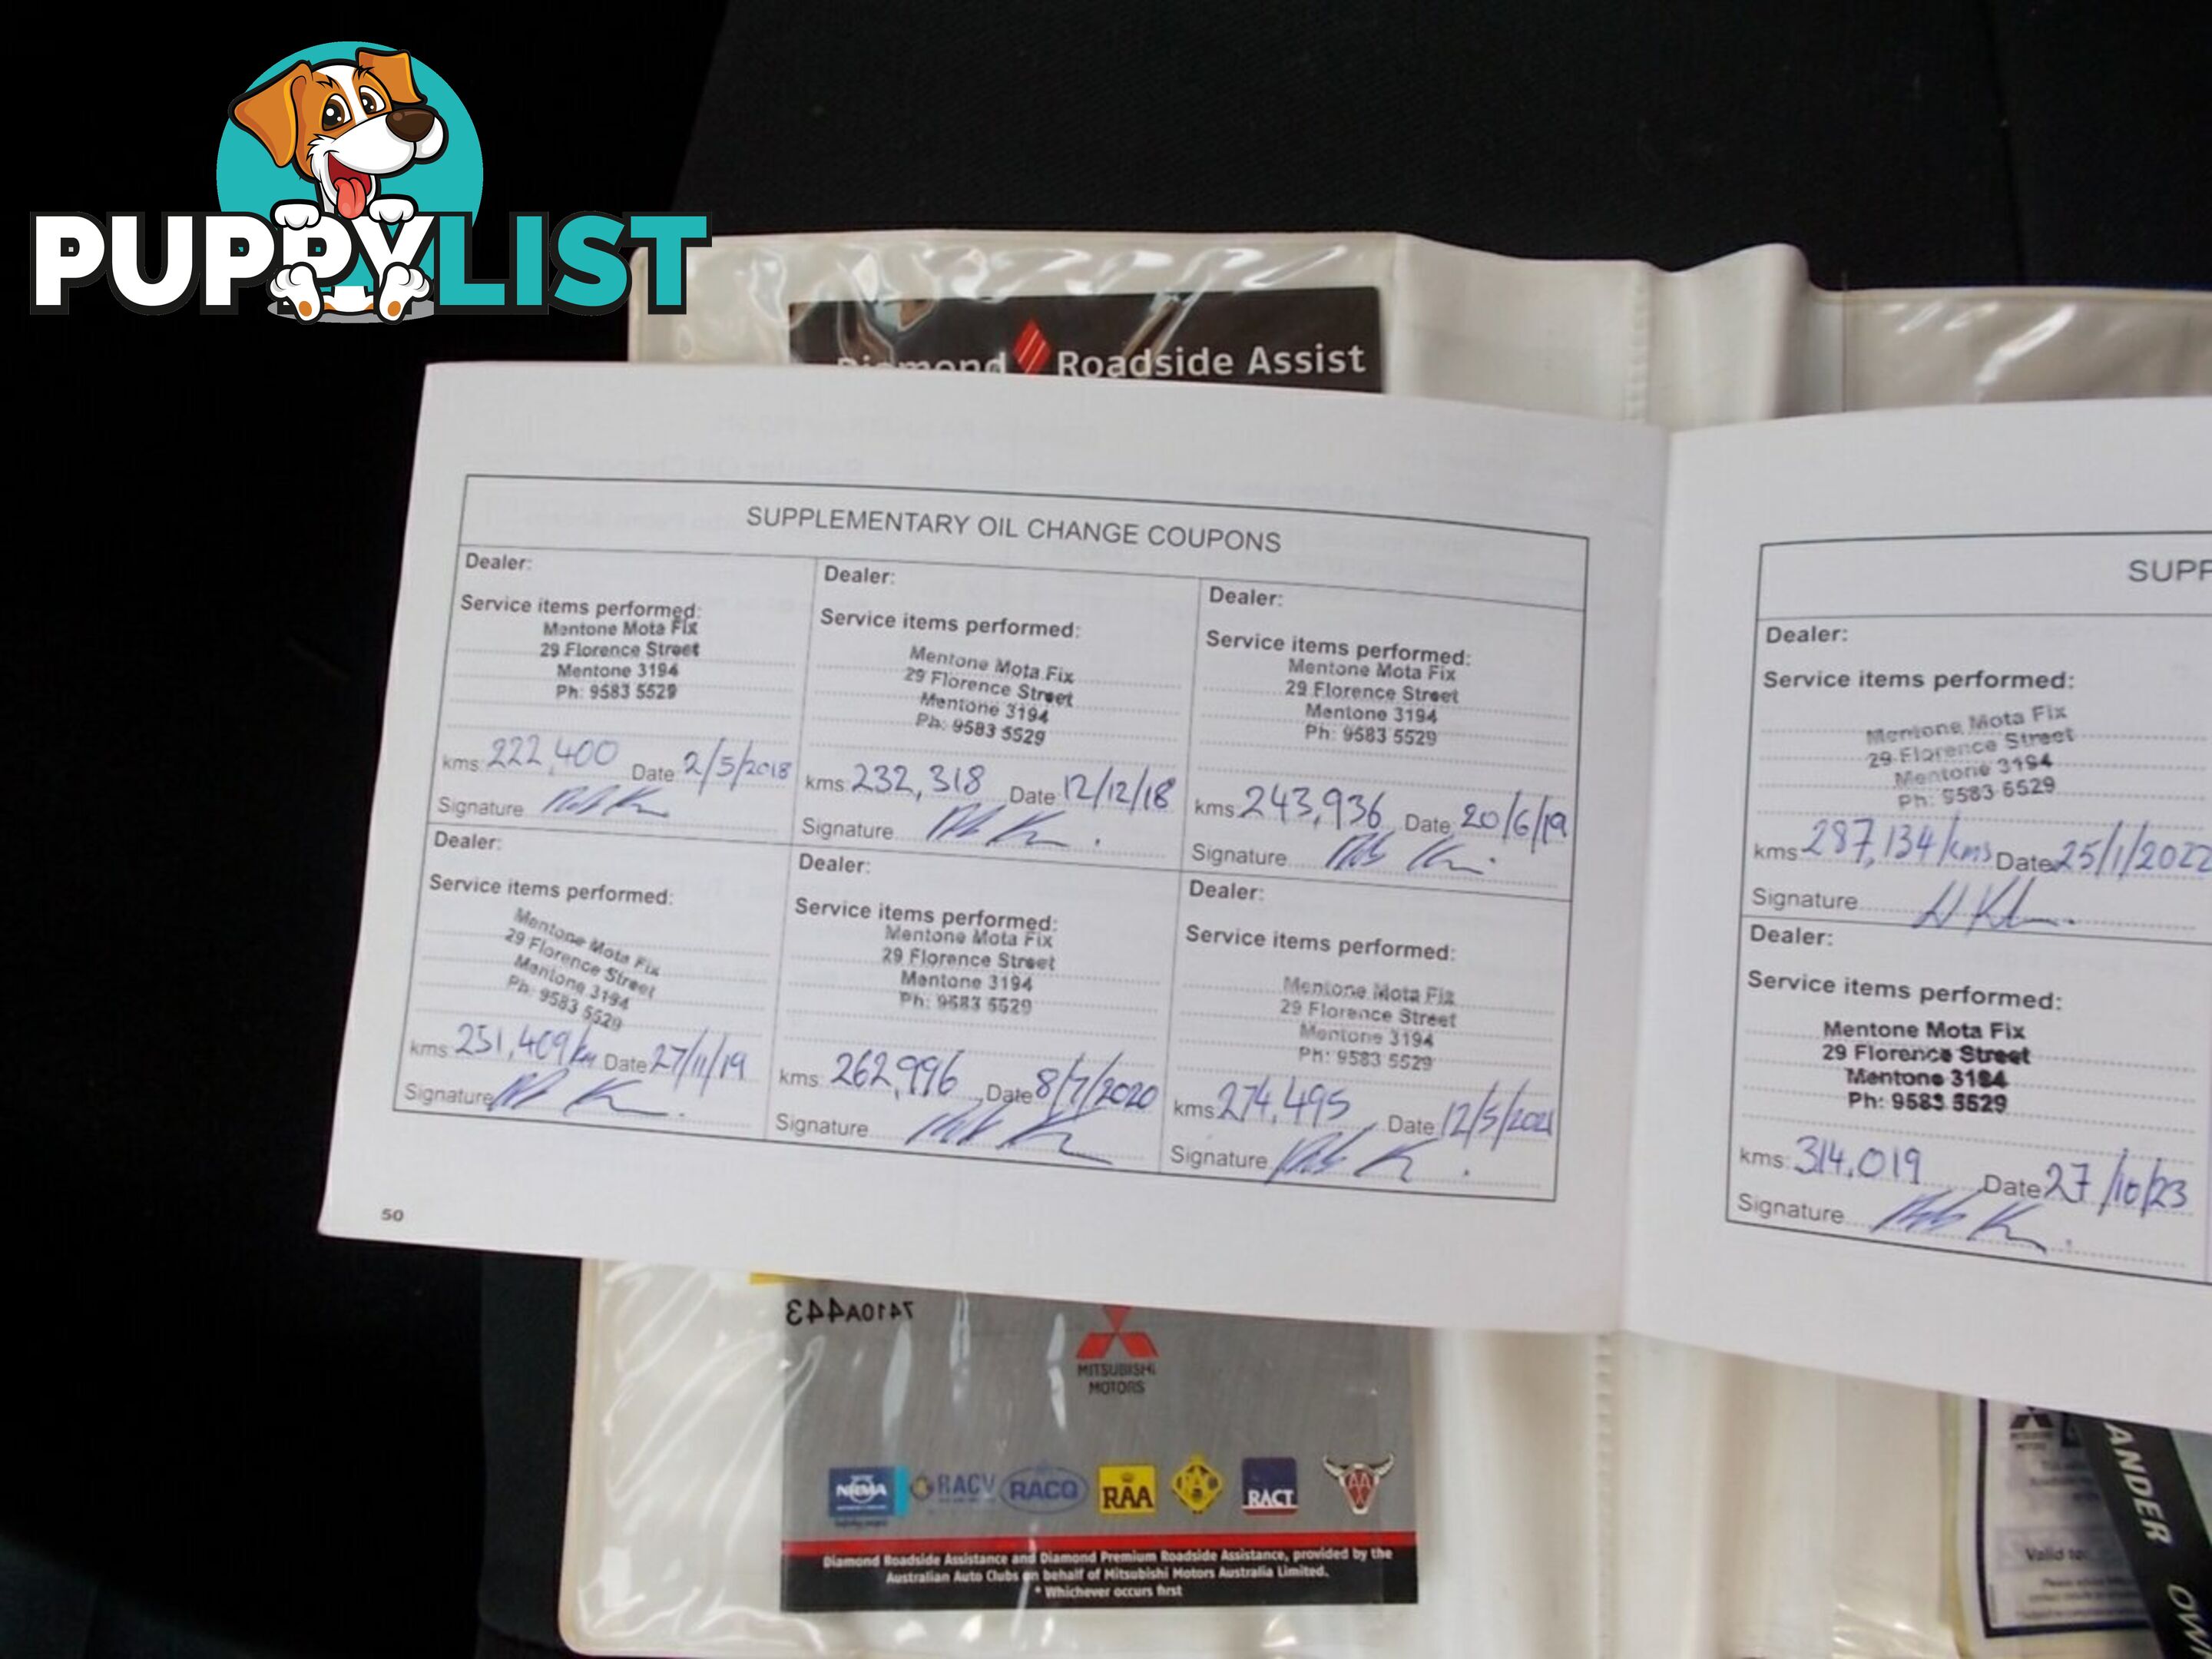 PUPPYLIST
Diamond Roadside Assist
SUPPLEMENTARY OIL CHANGE COUPONS
Dealer:
Service items performed:
Mentone Mota Fix
29 Florence Street
Mentone 3194
Ph: 9583 5529
kms: 222,400 Date 2/5/2018
Signature
Dealer:
Service items performed:
Mentone Mota Fix
29 Florence Street
Mentone 3194
Ph: 9583 5529
kms: 232,318 Date 12/12/18
Signature
Dealer:
Service items performed:
Mentone Mota Fix
29 Florence Street
Mentone 3194
Ph: 9583 5529
kms: 243,936 Date 20/6/19
Signature
Dealer:
Service items performed:
Mentone Mota Fix
29 Florence Street
Mentone 3194
Ph: 9583 5529
kms: 251,409 km Date 27/11/19
Signature
Dealer:
Service items performed:
Mentone Mota Fix
29 Florence Street
Mentone 3194
Ph: 9583 5529
kms: 262,996 Date 8/7/2020
Signature
Dealer:
Service items performed:
Mentone Mota Fix
29 Florence Street
Mentone 3194
Ph: 9583 5529
kms: 274,495 Date 12/5/2021
Signature
50
SUPP
Dealer:
Service items performed:
Mentone Mota Fix
29 Florence Street
Mentone 3194
Ph: 9583 5529
kms 287,134/kms Date 25/1/2022
Signature
Dealer:
Service items performed:
Mentone Mota Fix
29 Florence Street
Mentone 3194
Ph: 9583 5529
kms: 314,019 Date 27/10/23
Signature
7410A443
MITSUBISHI
MOTORS
NRMA RACV RACQ RAA RAC RACT AA
Diamond Roadside Assistance and Diamond Premium Roadside Assistance, provided by the
Australian Auto Clubs on behalf of Mitsubishi Motors Australia Limited.
* Whichever occurs first
ANDER OWN
Valid to: